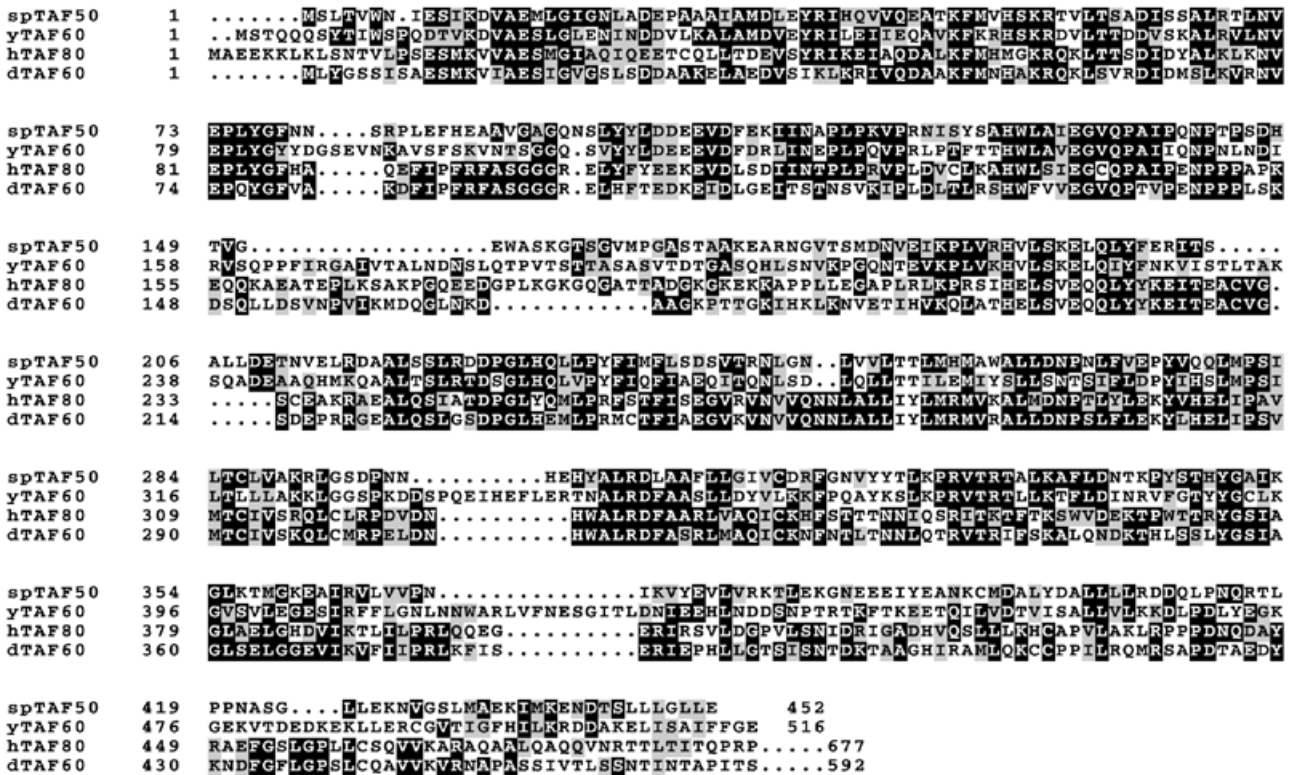 spTAF50 1 .......MSLTVWN.IESIKDVAEMLGIGNLADEPAAAIAMDLEYRIHQVVQEATKFMVHSKRTVLTSADISSALRTLNV
yTAF60 1 ..MSTQQQSYTIWSPQDTVKDVAESLGLENINDDVLKALAMDVEYRILEIIEQAVKFKRHSKRDVLTTDDVSKALRVLNV
hTAF80 1 MAEEKKLKLSNTVLPSESMKVVAESMGIAQIQEETCQLLTDEVSYRIKEIAQDALKFMHMGKRQKLTTSDIDYALKLKNV
dTAF60 1 .......MLYGSSISAESMKVIAESIGVGSLSDDAAKELAEDVSIKLKRIVQDAAKFMNHAKRQKLSVRDIDMSLKVRNV
spTAF50 73 EPLYGFNN....SRPLEFHEAAVGAGQNSLYYLDDEEVDFEKIINAPLPKVPRNISYSAHWLAIEGVQPAIPQNPTPSDH
yTAF60 79 EPLYGYYDGSEVNKAVSFSKVNTSGGQ.SVYYLDEEEVDFDRLINEPLPQVPRLPTFTTHWLAVEGVQPAIIQNPNLNDI
hTAF80 81 EPLYGFHA.....QEFIPFRFASGGGR.ELYFYEEKEVDLSDIINTPLPRVPLDVCLKAHWLSIEGCQPAIPENPPPAPK
dTAF60 74 EPQYGFVA.....KDFIPFRFASGGGR.ELHFTEDKEIDLGEITSTNSVKIPLDLTLRSHWFVVEGVQPTVPENPPPLSK
spTAF50 149 TVG..................EWASKGTSGVMPGASTAAKEARNGVTSMDNVEIKPLVRHVLSKELQLYFERITS.....
yTAF60 158 RVSQPPFIRGAIVTALNDNSLQTPVTSTTASASVTDTGASQHLSNVKPGQNTEVKPLVKHVLSKELQIYFNKVISTLTAK
hTAF80 155 EQQKAEATEPLKSAKPGQEEDGPLKGKGQGATTADGKGKEKKAPPLLEGAPLRLKPRSIHELSVEQQLYYKEITEACVG.
dTAF60 148 DSQLLDSVNPVIKMDQGLNKD............AAGKPTTGKIHKLKNVETIHVKQLATHELSVEQQLYYKEITEACVG.
spTAF50 206 ALLDETNVELRDAALSSLRDDPGLHQLLPYFIMFLSDSVTRNLGN..LVVLTTLMHMAWALLDNPNLFVEPYVQQLMPSI
yTAF60 238 SQADEAAQHMKQAALTSLRTDSGLHQLVPYFIQFIAEQITQNLSD..LQLLTTILEMIYSLLSNTSIFLDPYIHSLMPSI
hTAF80 233 .....SCEAKRAEALQSIATDPGLYQMLPRFSTFISEGVRVNVVQNNLALLIYLMRMVKALMDNPTLYLEKYVHELIPAV
dTAF60 214 .....SDEPRRGEALQSLGSDPGLHEMLPRMCTFIAEGVKVNVVQNNLALLIYLMRMVRALLDNPSLFLEKYLHELIPSV
spTAF50 284 LTCLVAKRLGSDPNN..........HEHYALRDLAAFLLGIVCDRFGNVYYTLKPRVTRTALKAFLDNTKPYSTHYGAIK
yTAF60 316 LTLLLAKKLGGSPKDDSPQEIHEFLERTNALRDFAASLLDYVLKKFPQAYKSLKPRVTRTLLKTFLDINRVFGTYYGCLK
hTAF80 309 MTCIVSRQLCLRPDVDN..........HWALRDFAARLVAQICKHFSTTTNNIQSRITKTFTKSWVDEKTPWTTRYGSIA
dTAF60 290 MTCIVSKQLCMRPELDN..........HWALRDFASRLMAQICKNFNTLTNNLQTRVTRIFSKALQNDKTHLSSLYGSIA
spTAF50 354 GLKTMGKEAIRVLVVPN...............IKVYEVLVRKTLEKGNEEEIYEANKCMDALYDALLLLRDDQLPNQRTL
yTAF60 396 GVSVLEGESIRFFLGNLNNWARLVFNESGITLDNIEEHLNDDSNPTRTKFTKEETQILVDTVISALLVLKKDLPDLYEGK
hTAF80 379 GLAELGHDVIKTLILPRLQQEG..........ERIRSVLDGPVLSNIDRIGADHVQSLLLKHCAPVLAKLRPPPDNQDAY
dTAF60 360 GLSELGGEVIKVFIIPRLKFIS..........ERIEPHLLGTSISNTDKTAAGHIRAMLQKCCPPILRQMRSAPDTAEDY
spTAF50 419 PPNASG....LLEKNVGSLMAEKIMKENDTSLLLGLLE 452
yTAF60 476 GEKVTDEDKEKLLERCGVTIGFHILKRDDAKELISAIFFGE 516
hTAF80 449 RAEFGSLGPLLCSQVVKARAQAALQAQQVNRTTLTITQPRP.....677
dTAF60 430 KNDFGFLGPSLCQAVVKVRNAPASSIVTLSSNTINTAPITS.....592